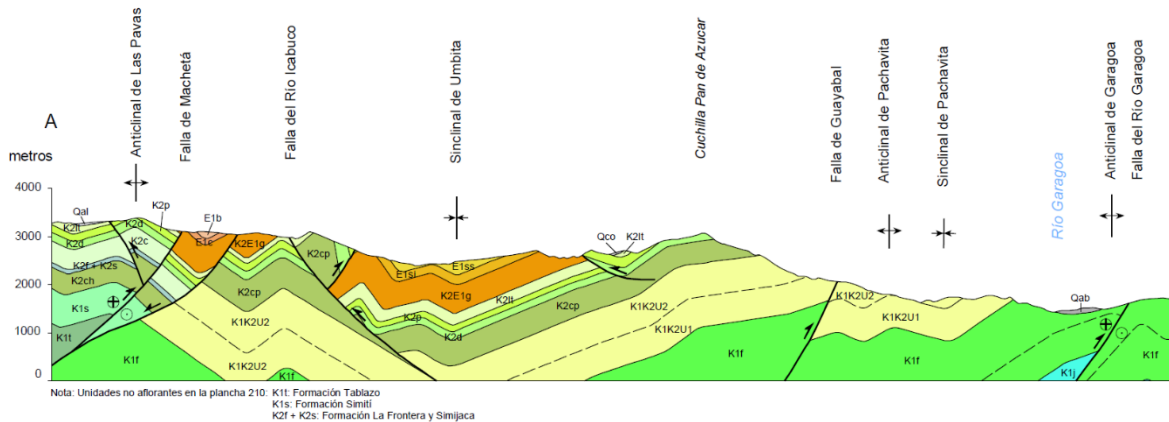 Anticlinal de Las Pavas
Falla de Machetá
Falla del Río Icabuco
Sinclinal de Umbita
Cuchilla Pan de Azucar
Falla de Guayabal
Anticlinal de Pachavita
Sinclinal de Pachavita
Río Garagoa
Anticlinal de Garagoa
Falla del Río Garagoa
A
metros
4000
3000
2000
1000
0
Qal
K2lt
K2d
K2f + K2s
K2ch
K1s
K1t
K1f
K2d
K2c
K2p
E1b
E1c
K2E1g
K2cp
K2cp
K1K2U2
K1f
E1si
E1ss
K2E1g
K2lt
K2p
K2d
K2cp
Qco
K2lt
K1K2U1
K1K2U2
K1f
K1K2U2
K1K2U1
K1f
Qab
K1j
K1f
Nota: Unidades no aflorantes en la plancha 210: K1t: Formación Tablazo
K1s: Formación Simití
K2f + K2s: Formación La Frontera y Simijaca